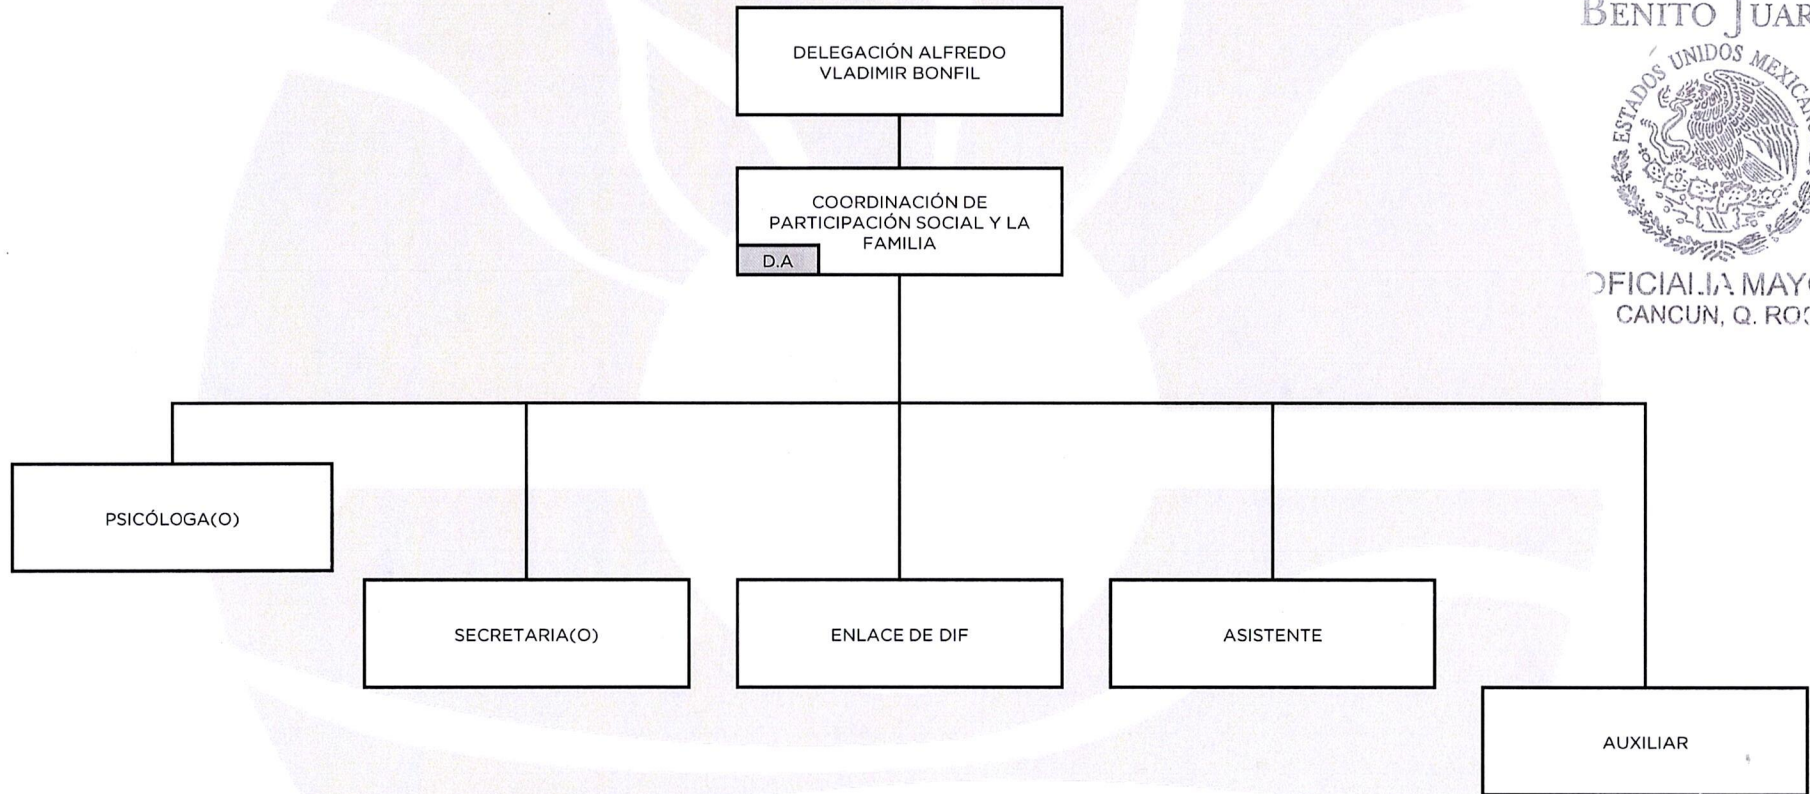 DELEGACIÓN ALFREDO
VLADIMIR BONFIL
COORDINACIÓN DE
PARTICIPACIÓN SOCIAL Y LA
FAMILIA
D.A
PSICÓLOGA(O)
SECRETARIA(O)
ENLACE DE DIF
ASISTENTE
AUXILIAR
BENITO JUAR
ESTADOS UNIDOS MEXICAN
OFICIALIA MAY
CANCUN, Q. ROO